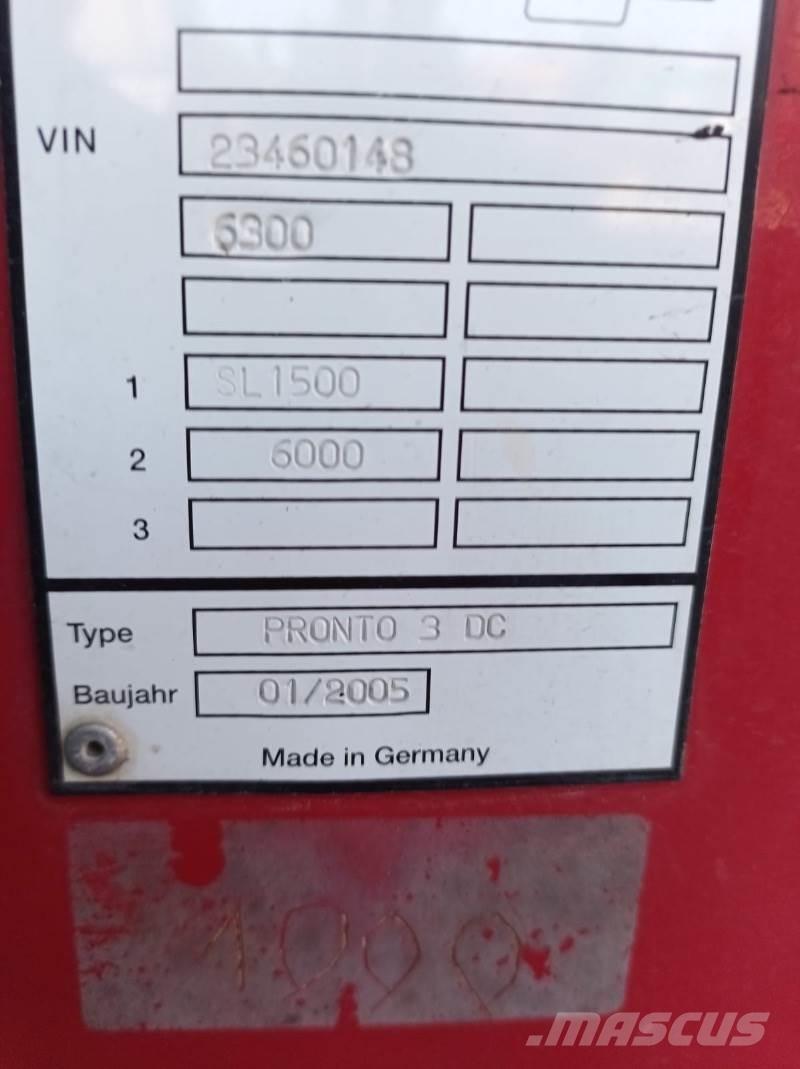 VIN 23460148
6300
1 SL1500
2 6000
3
Type PRONTO 3 DC
Baujahr 01/2005
Made in Germany
1000
.MASCUS